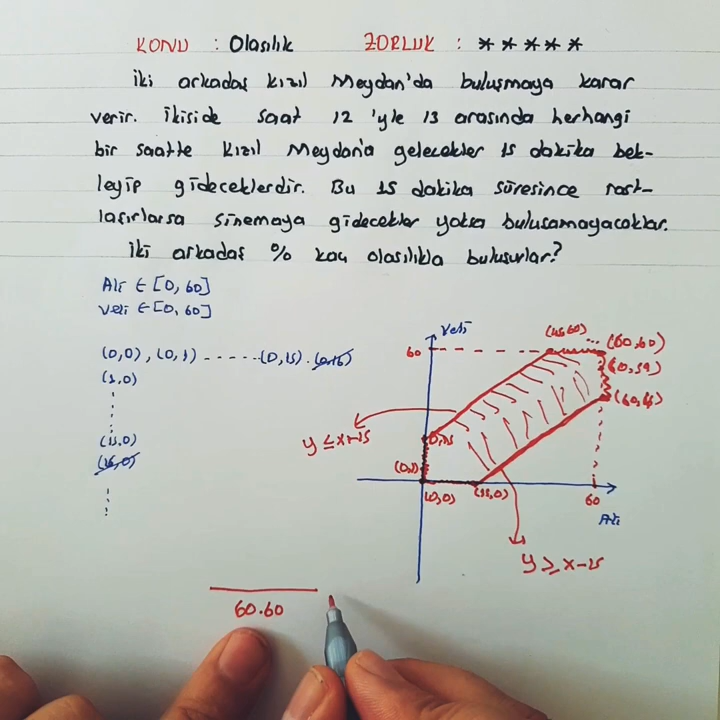 KONU : Olasılık ZORLUK : *****
İki arkadaş Kızıl Meydan'da buluşmaya karar
verir. İkiside saat 12'yle 13 arasında herhangi
bir saatte Kızıl Meydan'a gelecekler 15 dakika bek-
leyip gideceklerdir. Bu 15 dakika süresince rast-
laşırlarsa sinemaya gidecekler yoksa buluşamayacaklar.
İki arkadaş % kaç olasılıkla buluşurlar?
Ali ∈ [0, 60]
Veli ∈ [0, 60]
(0,0), (0,1) ------ (0,15). (0,16)
(1,0)
(15,0)
(16,0)
Veli
60
(45,60)
(60,60)
(60,59)
(60,45)
y ≤ x-15
0,15
(0,1)
(0,0)
(15,0)
60
Ali
y ≥ x-15
60.60